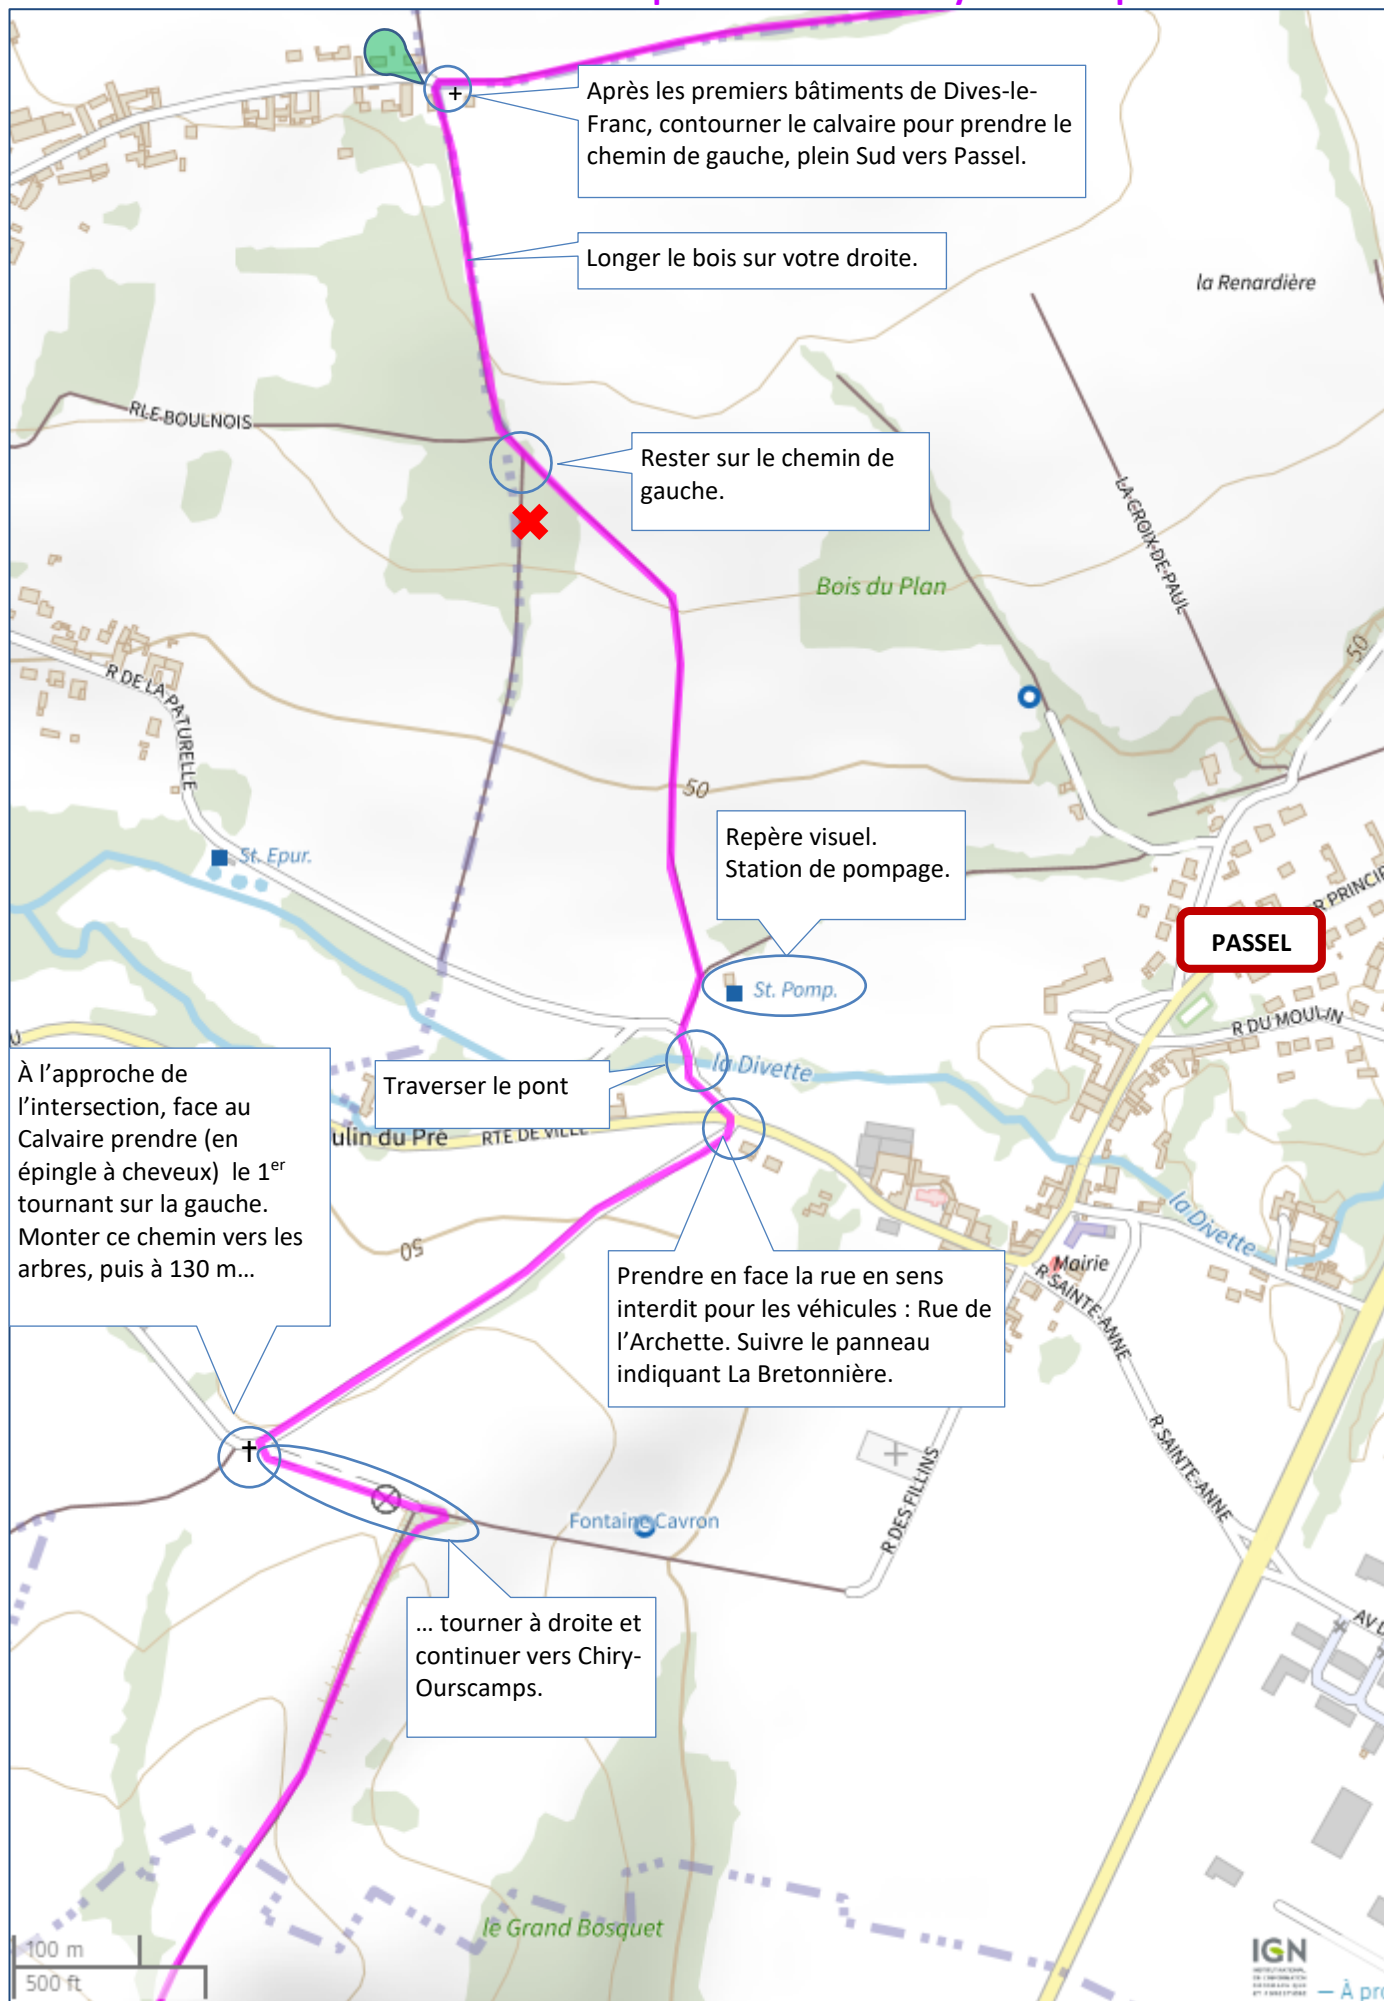 Après les premiers bâtiments de Dives-le-
Franc, contourner le calvaire pour prendre le
chemin de gauche, plein Sud vers Passel.
Longer le bois sur votre droite.
la Renardière
RLE BOULNOIS
Rester sur le chemin de
gauche.
LA CROIX-DE-PAUL
Bois du Plan
50
R DE LA PATURELLE
50
Repère visuel.
Station de pompage.
St. Epur.
R PRINCIP
PASSEL
St. Pomp.
R DU MOULIN
À l’approche de
l’intersection, face au
Calvaire prendre (en
épingle à cheveux) le 1er
tournant sur la gauche.
Monter ce chemin vers les
arbres, puis à 130 m…
Traverser le pont
la Divette
ulin du Pré
RTE DE VILLE
la Divette
50
Mairie
Prendre en face la rue en sens
interdit pour les véhicules : Rue de
l’Archette. Suivre le panneau
indiquant La Bretonnière.
R SAINTE-ANNE
R SAINTE-ANNE
R DES FILLINS
Fontaine Cavron
… tourner à droite et
continuer vers Chiry-
Ourscamps.
AV D
le Grand Bosquet
100 m
500 ft
IGN
— À pro